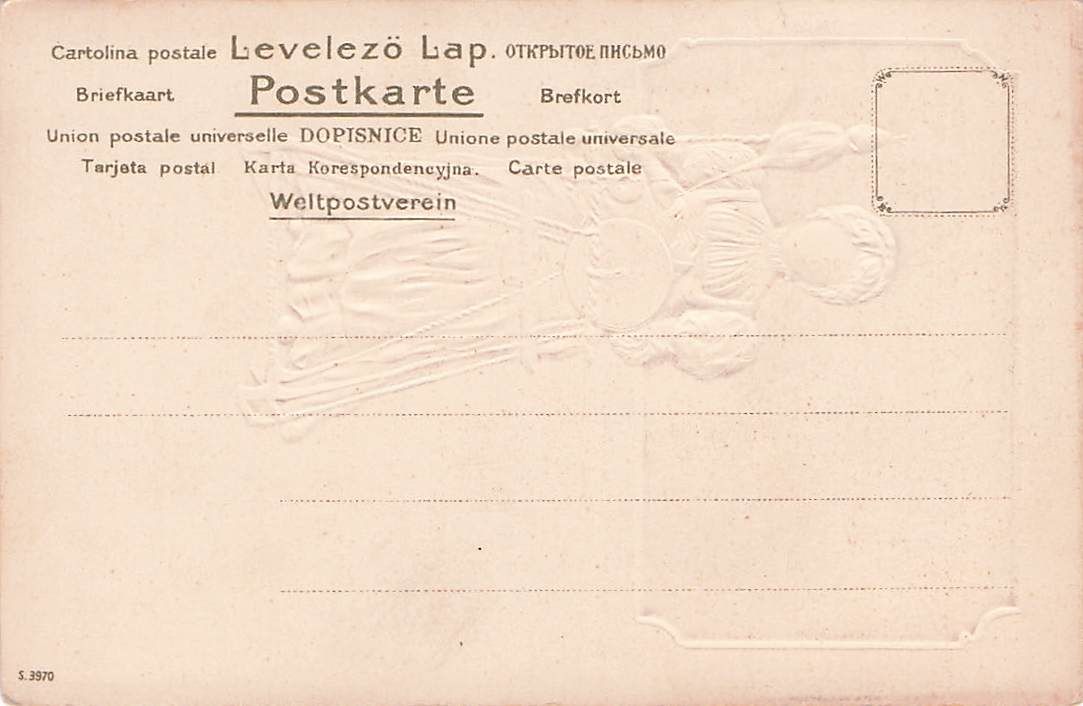 Cartolina postale Levelezö Lap. ОТКРЫТОЕ ПИСЬМО
Briefkaart Postkarte Brefkort
Union postale universelle DOPISNICE Unione postale universale
Tarjeta postal Karta Korespondencyjna. Carte postale
Weltpostverein
S. 3970